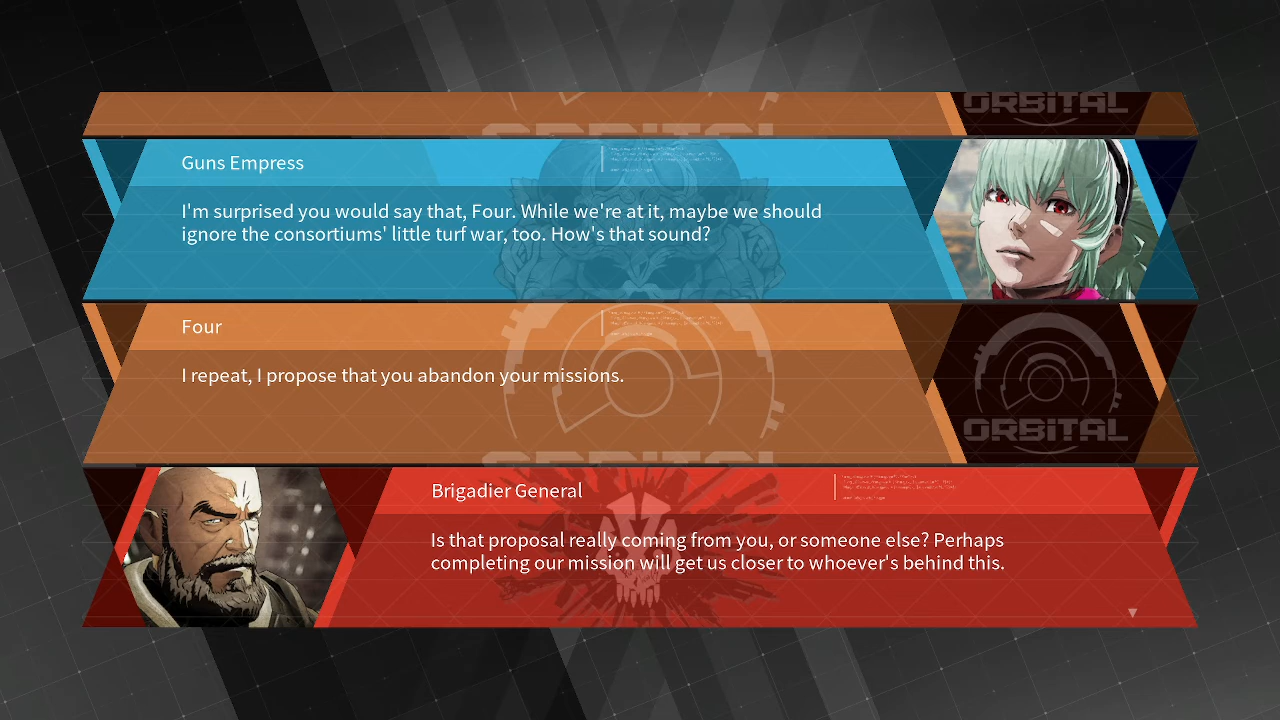 ORBITAL
ORBITAL
Guns Empress
I'm surprised you would say that, Four. While we're at it, maybe we should
ignore the consortiums' little turf war, too. How's that sound?
Four
I repeat, I propose that you abandon your missions.
ORBITAL
ORBITAL
Brigadier General
Is that proposal really coming from you, or someone else? Perhaps
completing our mission will get us closer to whoever's behind this.